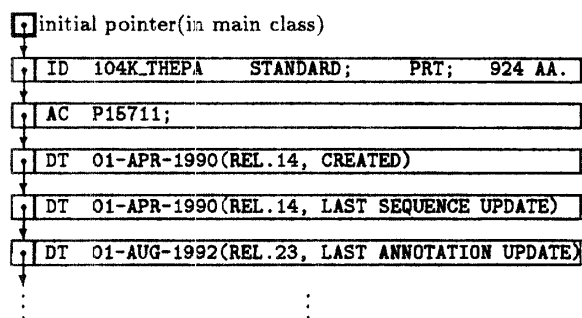 initial pointer(in main class)
ID 104K_THEPA STANDARD; PRT; 924 AA.
AC P15711;
DT 01-APR-1990(REL.14, CREATED)
DT 01-APR-1990(REL.14, LAST SEQUENCE UPDATE)
DT 01-AUG-1992(REL.23, LAST ANNOTATION UPDATE)